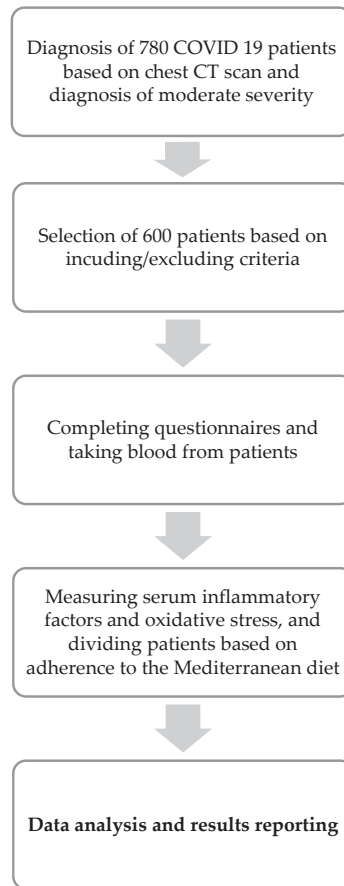 Diagnosis of 780 COVID 19 patients
based on chest CT scan and
diagnosis of moderate severity
Selection of 600 patients based on
incuding/excluding criteria
Completing questionnaires and
taking blood from patients
Measuring serum inflammatory
factors and oxidative stress, and
dividing patients based on
adherence to the Mediterranean diet
Data analysis and results reporting